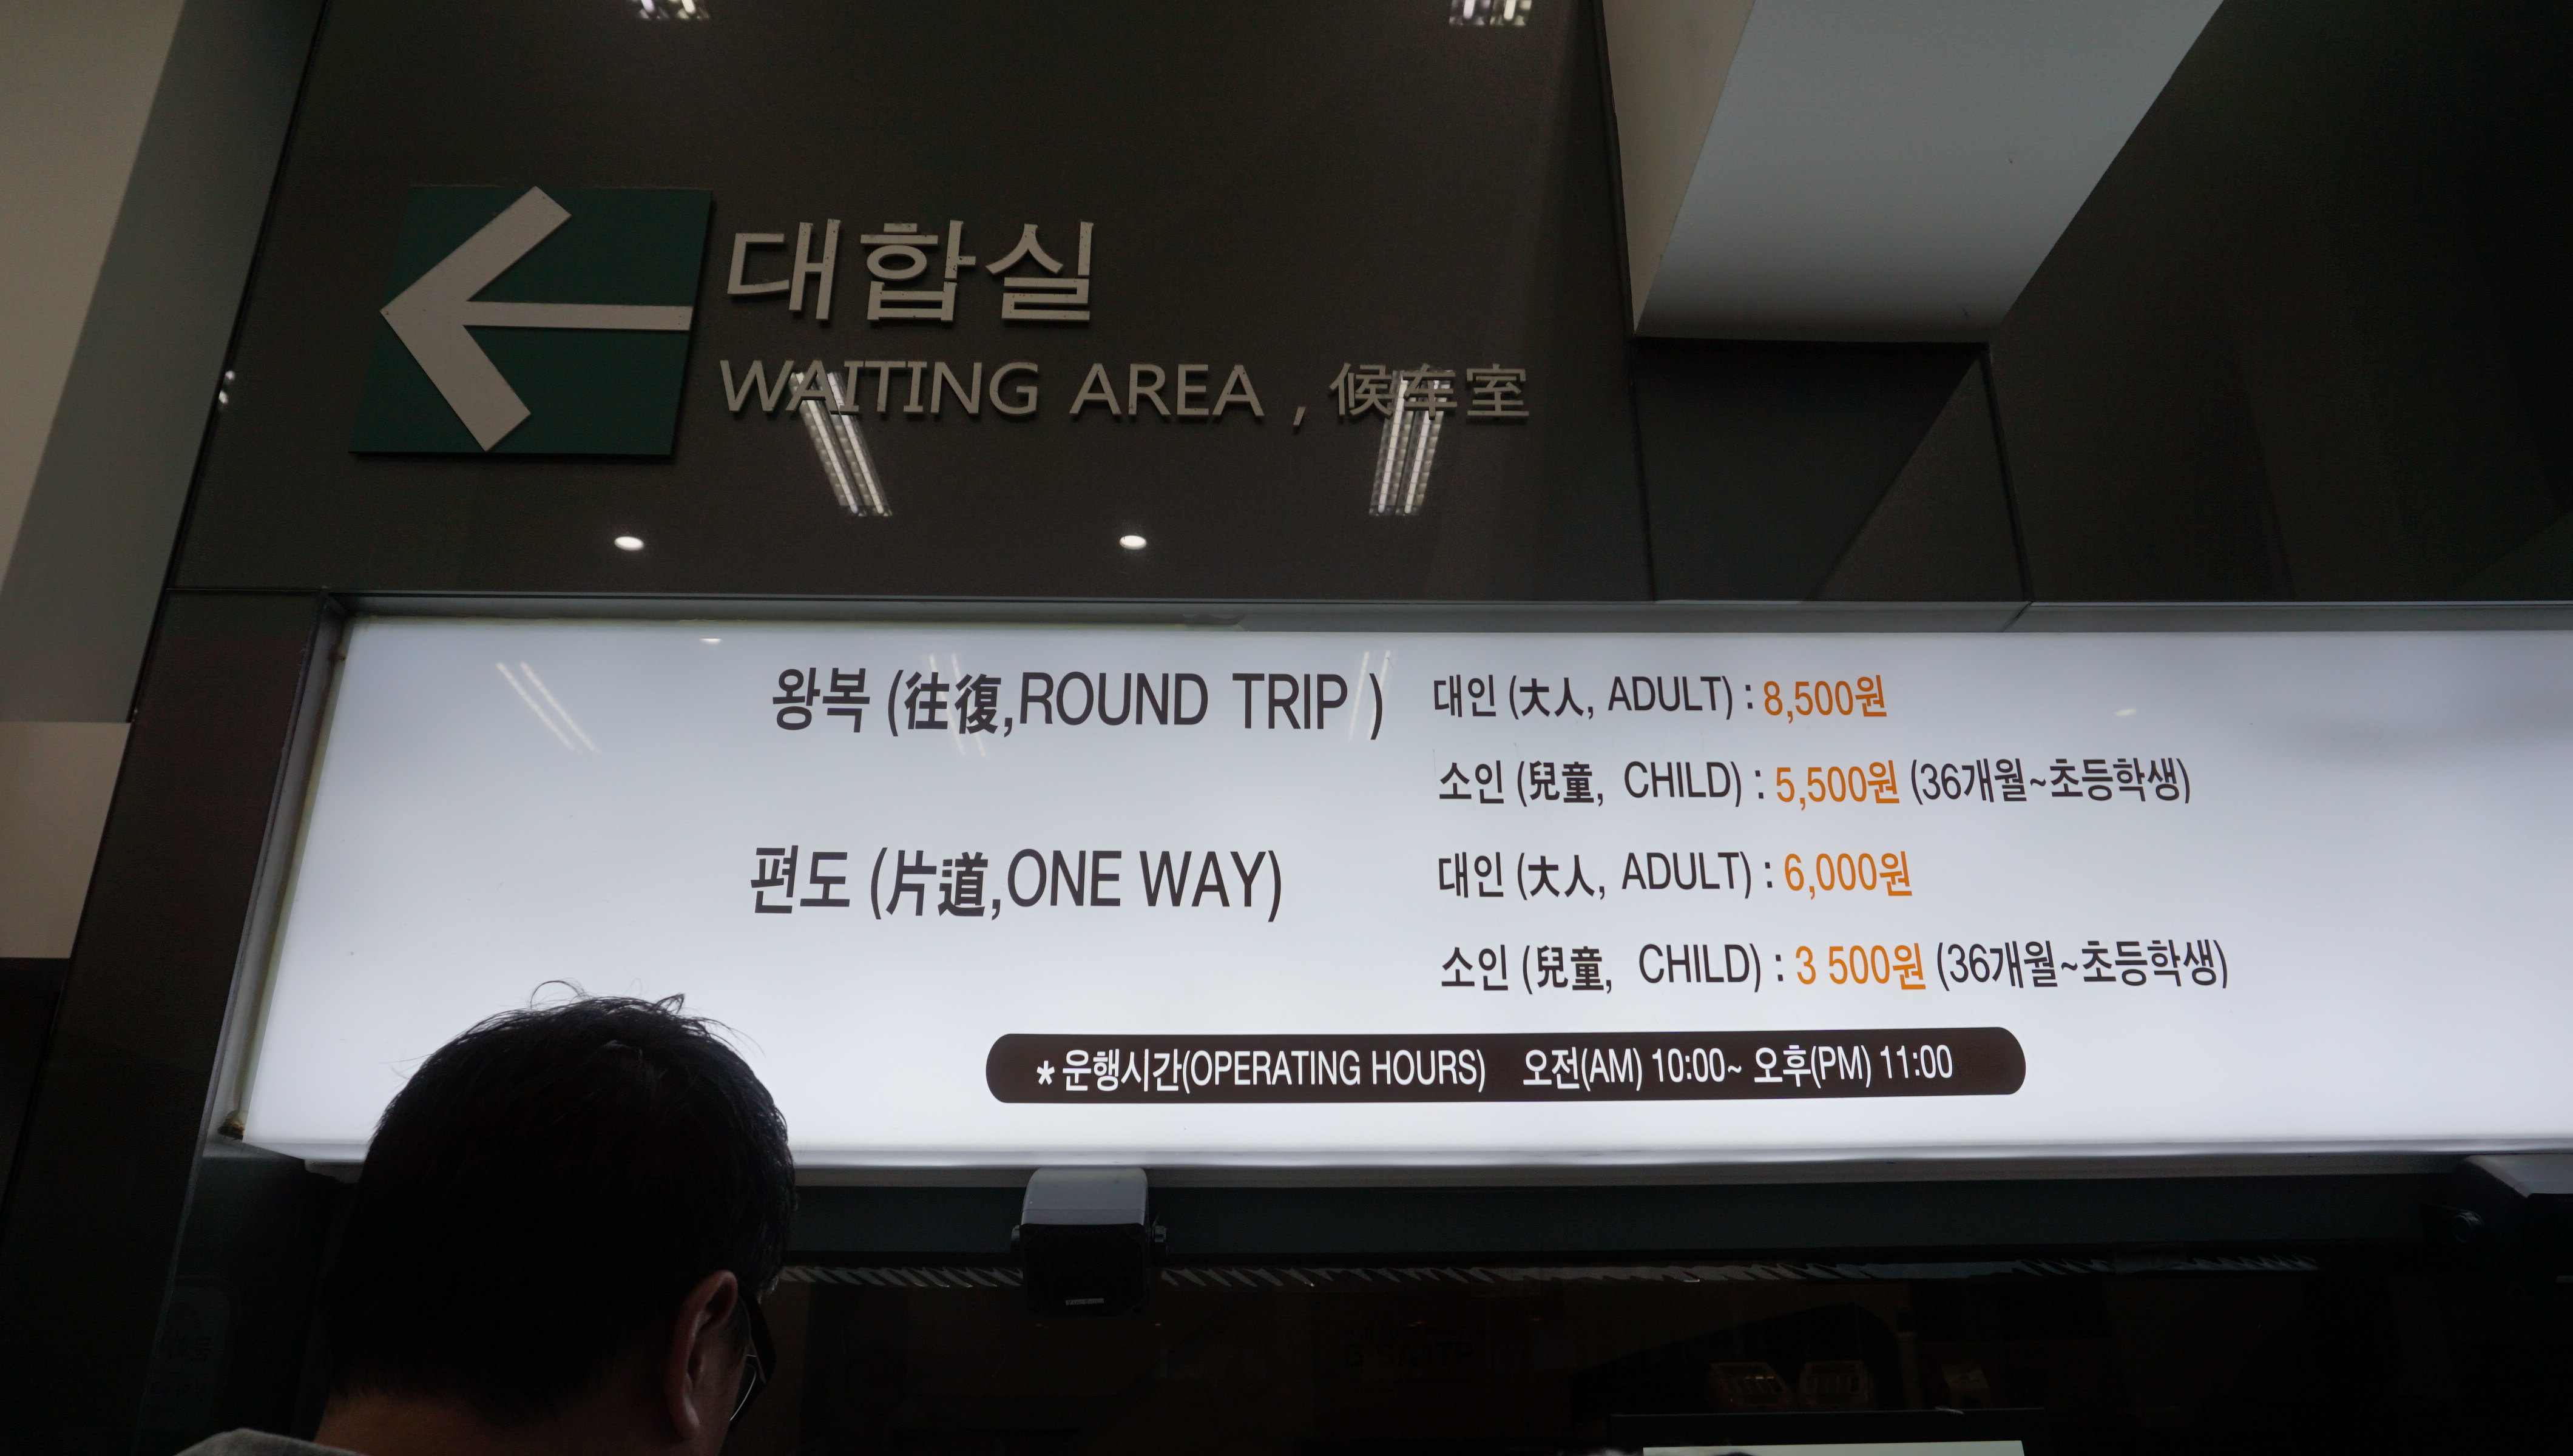 대합실
WAITING AREA , 候车室
왕복 (往復,ROUND TRIP )
대인 (大人, ADULT) : 8,500원
소인 (兒童, CHILD) : 5,500원 (36개월~초등학생)
편도 (片道,ONE WAY)
대인 (大人, ADULT) : 6,000원
소인 (兒童, CHILD) : 3 500원 (36개월~초등학생)
* 운행시간(OPERATING HOURS) 오전(AM) 10:00~ 오후(PM) 11:00